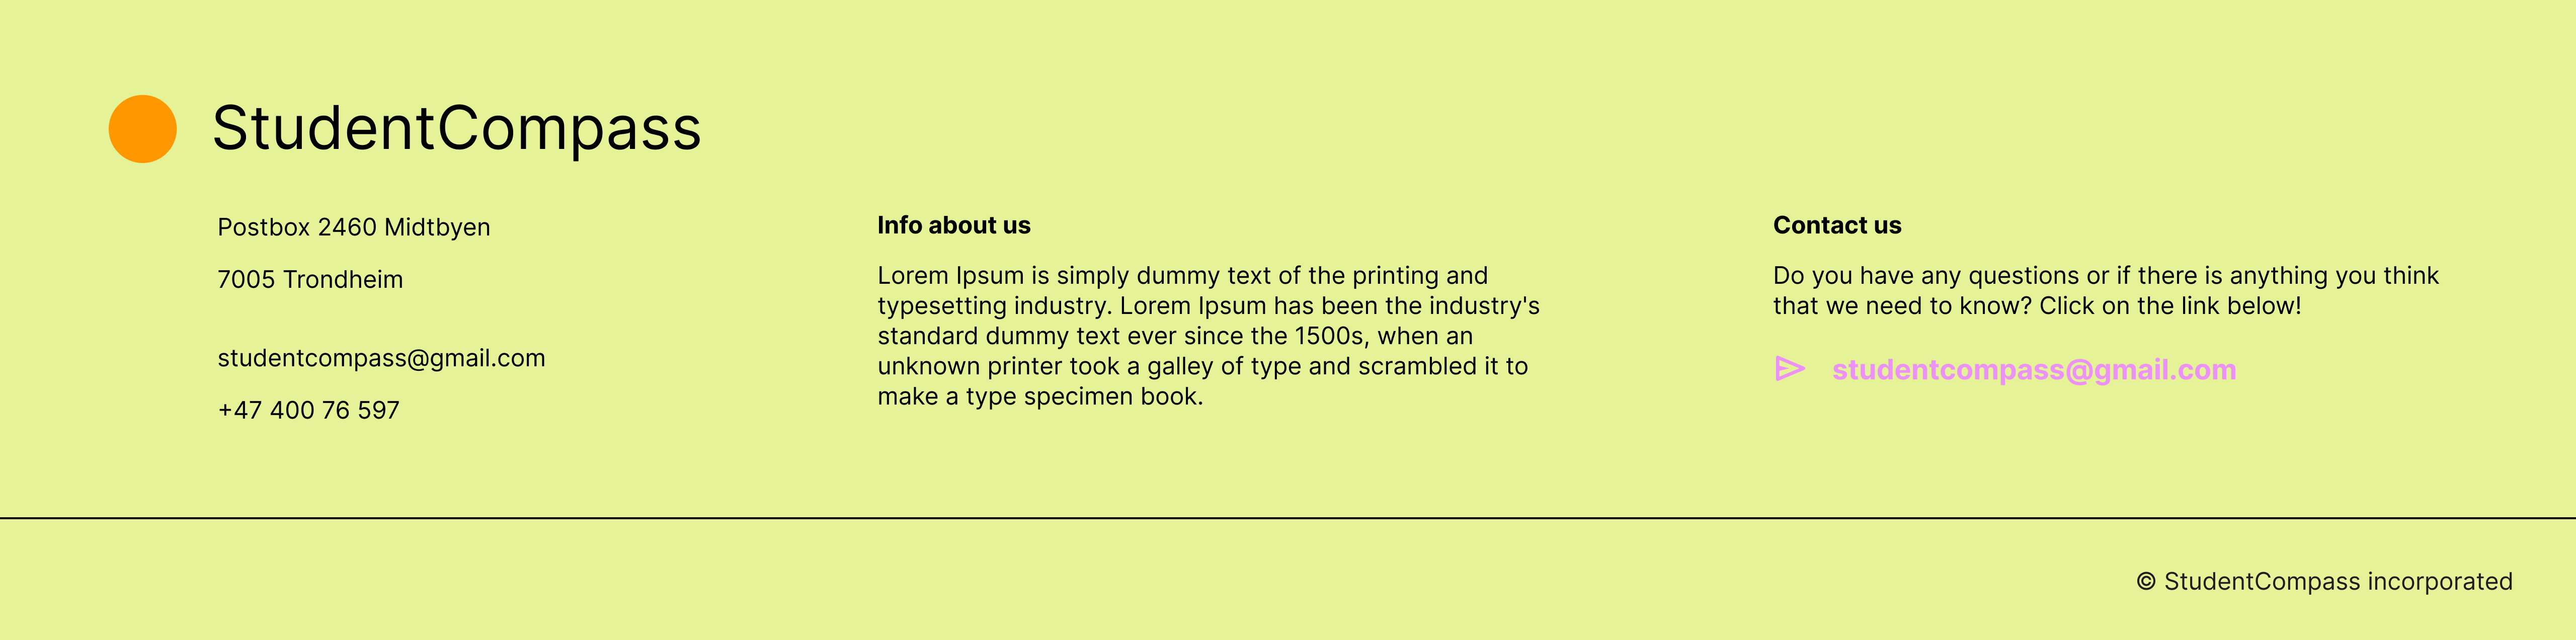 StudentCompass
Postbox 2460 Midtbyen
7005 Trondheim
studentcompass@gmail.com
+47 400 76 597
Info about us
Lorem Ipsum is simply dummy text of the printing and
typesetting industry. Lorem Ipsum has been the industry's
standard dummy text ever since the 1500s, when an
unknown printer took a galley of type and scrambled it to
make a type specimen book.
Contact us
Do you have any questions or if there is anything you think
that we need to know? Click on the link below!
studentcompass@gmail.com
© StudentCompass incorporated